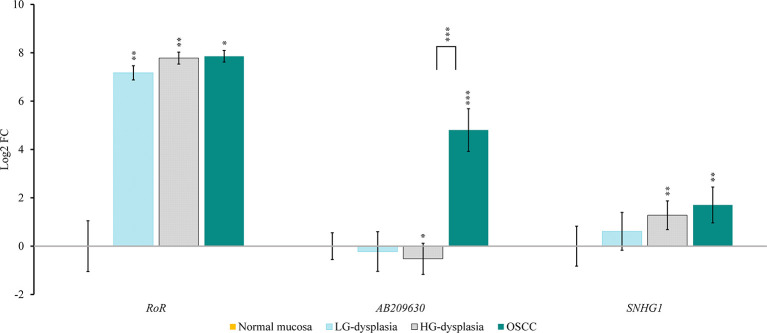 10
8
6
4
2
0
-2
Log2 FC
**
**
*
*
***
***
**
**
RoR
AB209630
SNHG1
Normal mucosa
LG-dysplasia
HG-dysplasia
OSCC